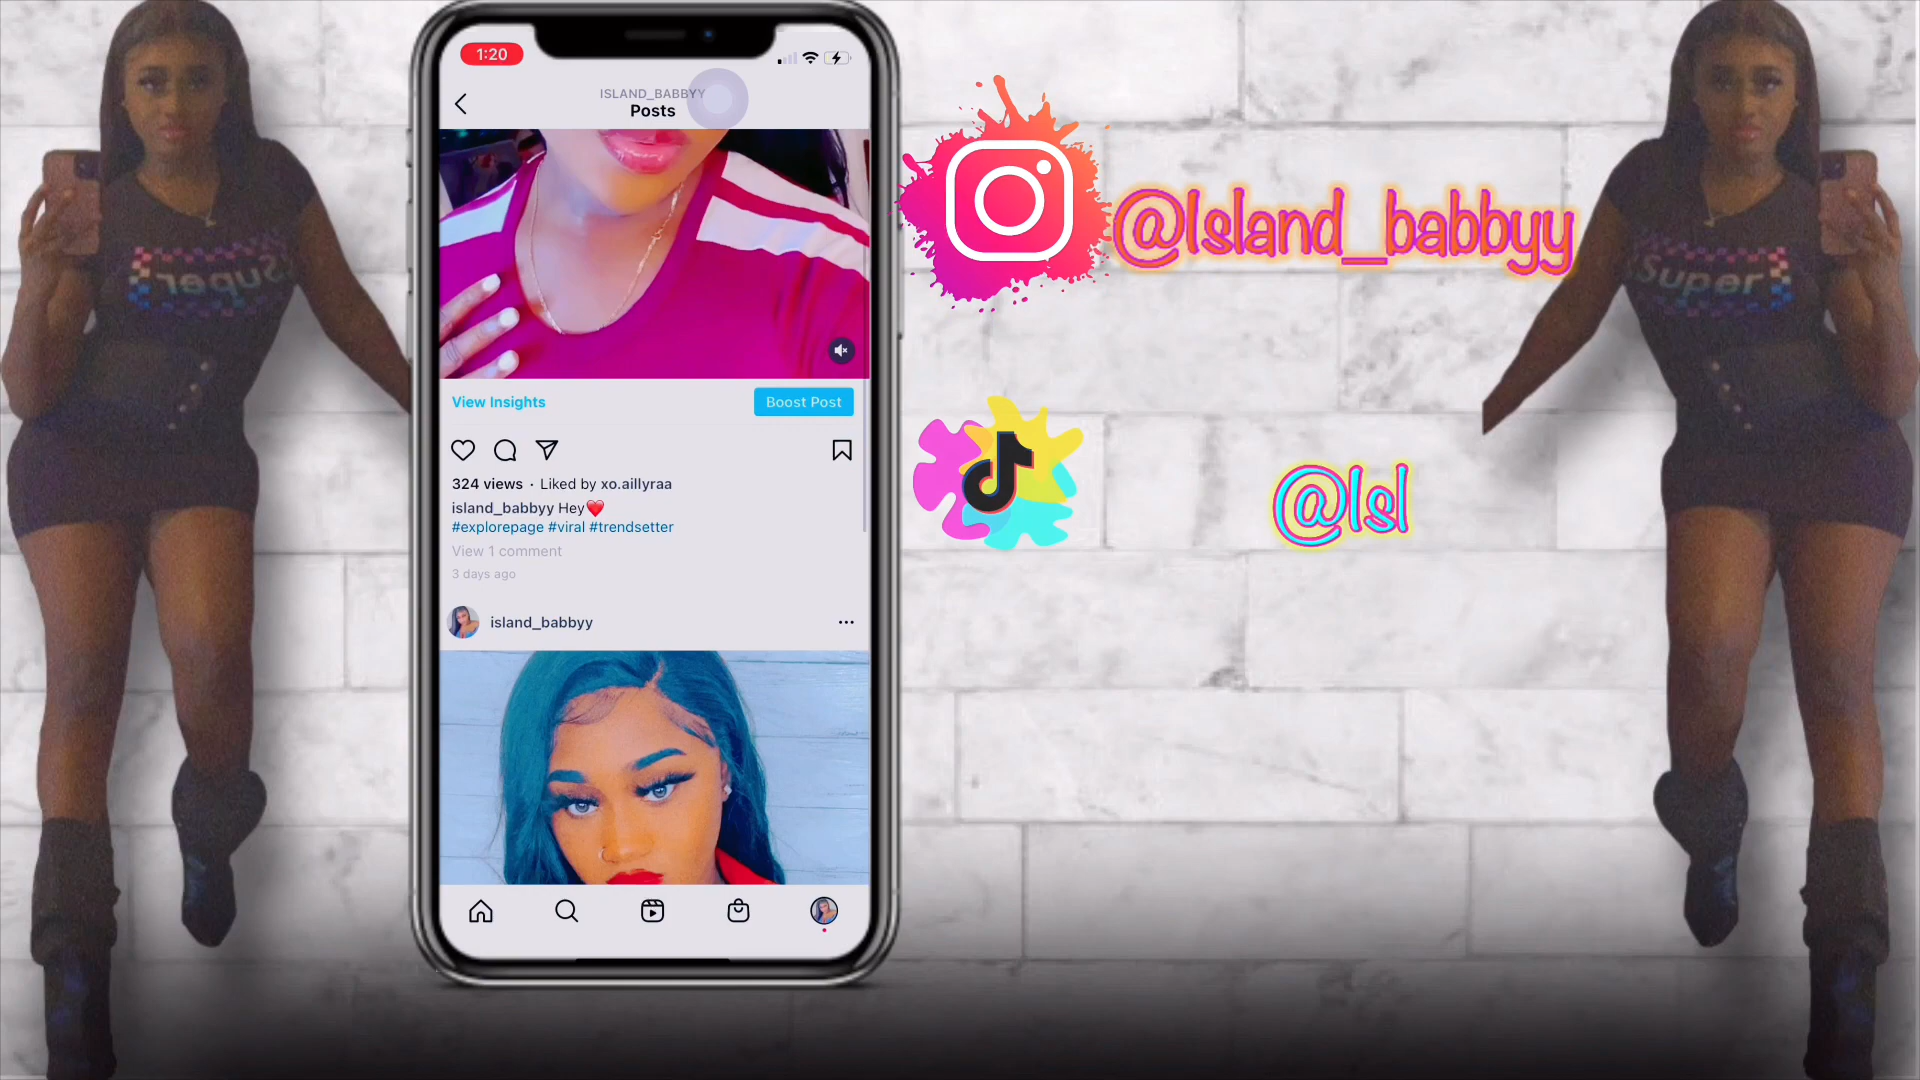 1:20
ISLAND_BABBYY
Posts
View Insights
Boost Post
324 views · Liked by xo.aillyraa
island_babbyy Hey❤️
#explorepage #viral #trendsetter
View 1 comment
3 days ago
island_babbyy
@Island_babbyy
@Isl
Super
Super